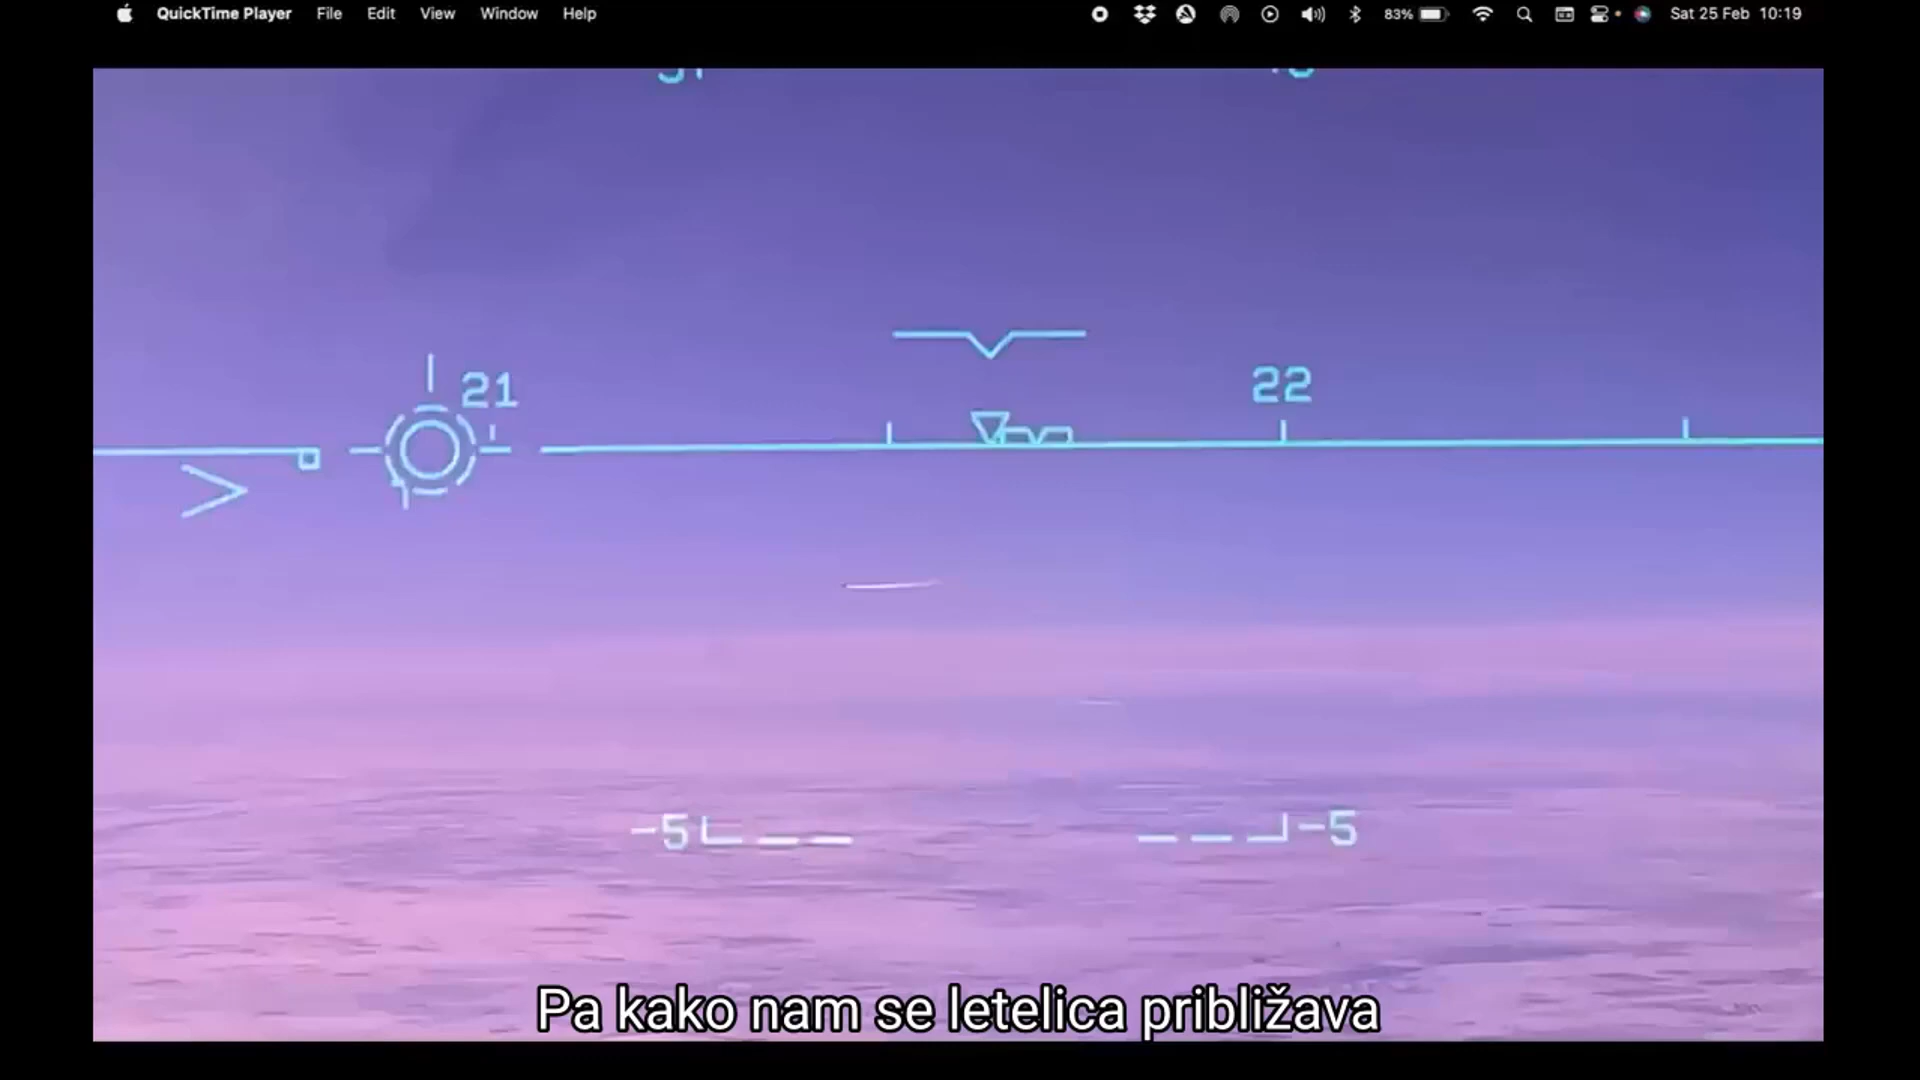 QuickTime Player File Edit View Window Help 83% Sat 25 Feb 10:19
21
22
-5 -5
Pa kako nam se letelica približava